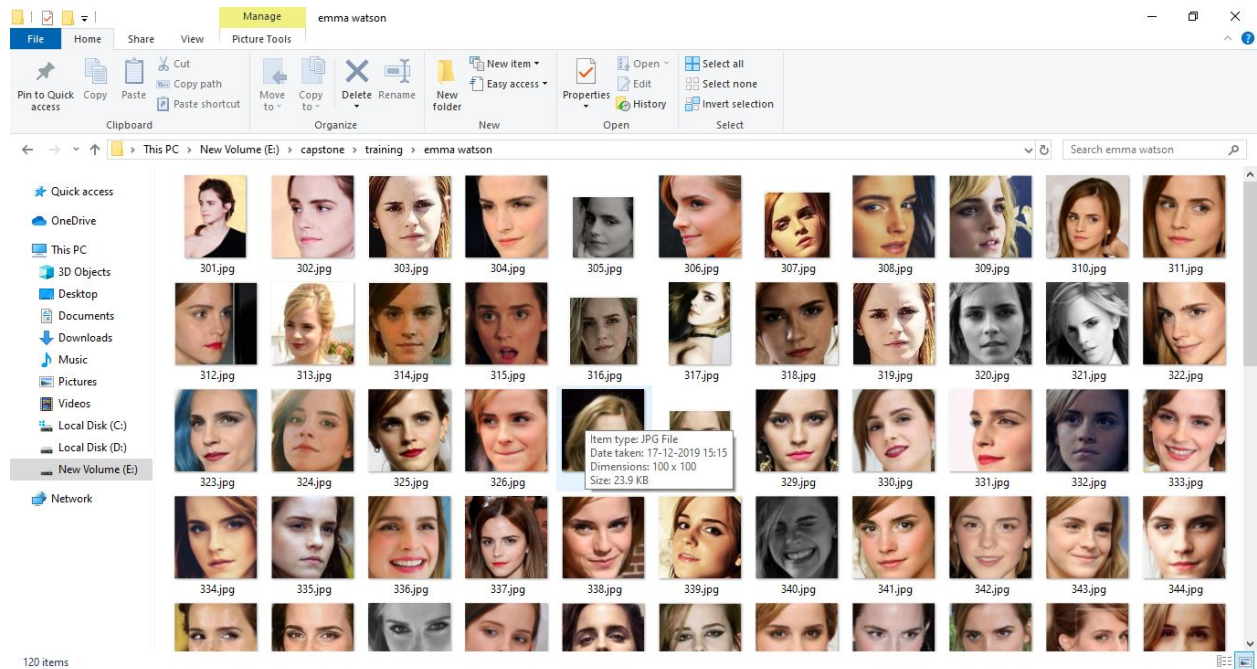 Manage
emma watson
File
Home
Share
View
Picture Tools
Pin to Quick access
Copy
Paste
Cut
Copy path
Paste shortcut
Clipboard
Move to
Copy to
Delete
Rename
Organize
New folder
New item
Easy access
New
Properties
Open
Edit
History
Open
Select all
Select none
Invert selection
Select
This PC > New Volume (E:) > capstone > training > emma watson
Search emma watson
Quick access
OneDrive
This PC
3D Objects
Desktop
Documents
Downloads
Music
Pictures
Videos
Local Disk (C:)
Local Disk (D:)
New Volume (E:)
Network
301.jpg 302.jpg 303.jpg 304.jpg 305.jpg 306.jpg 307.jpg 308.jpg 309.jpg 310.jpg 311.jpg
312.jpg 313.jpg 314.jpg 315.jpg 316.jpg 317.jpg 318.jpg 319.jpg 320.jpg 321.jpg 322.jpg
323.jpg 324.jpg 325.jpg 326.jpg 329.jpg 330.jpg 331.jpg 332.jpg 333.jpg
Item type: JPG File
Date taken: 17-12-2019 15:15
Dimensions: 100 x 100
Size: 23.9 KB
334.jpg 335.jpg 336.jpg 337.jpg 338.jpg 339.jpg 340.jpg 341.jpg 342.jpg 343.jpg 344.jpg
120 items